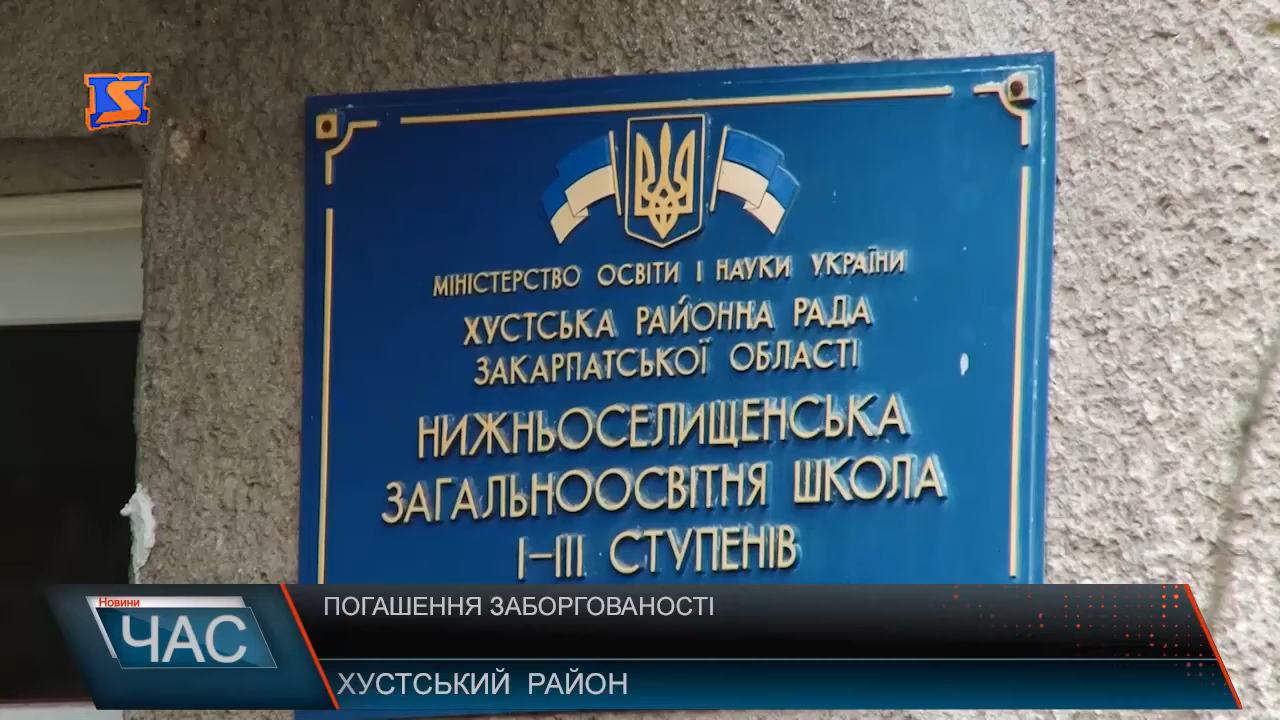 МІНІСТЕРСТВО ОСВІТИ І НАУКИ УКРАЇНИ
ХУСТСЬКА РАЙОННА РАДА
ЗАКАРПАТСЬКОЇ ОБЛАСТІ
НИЖНЬОСЕЛИЩЕНСЬКА
ЗАГАЛЬНООСВІТНЯ ШКОЛА
І–ІІІ СТУПЕНІВ
Новини
ЧАС
ПОГАШЕННЯ ЗАБОРГОВАНОСТІ
ХУСТСЬКИЙ РАЙОН